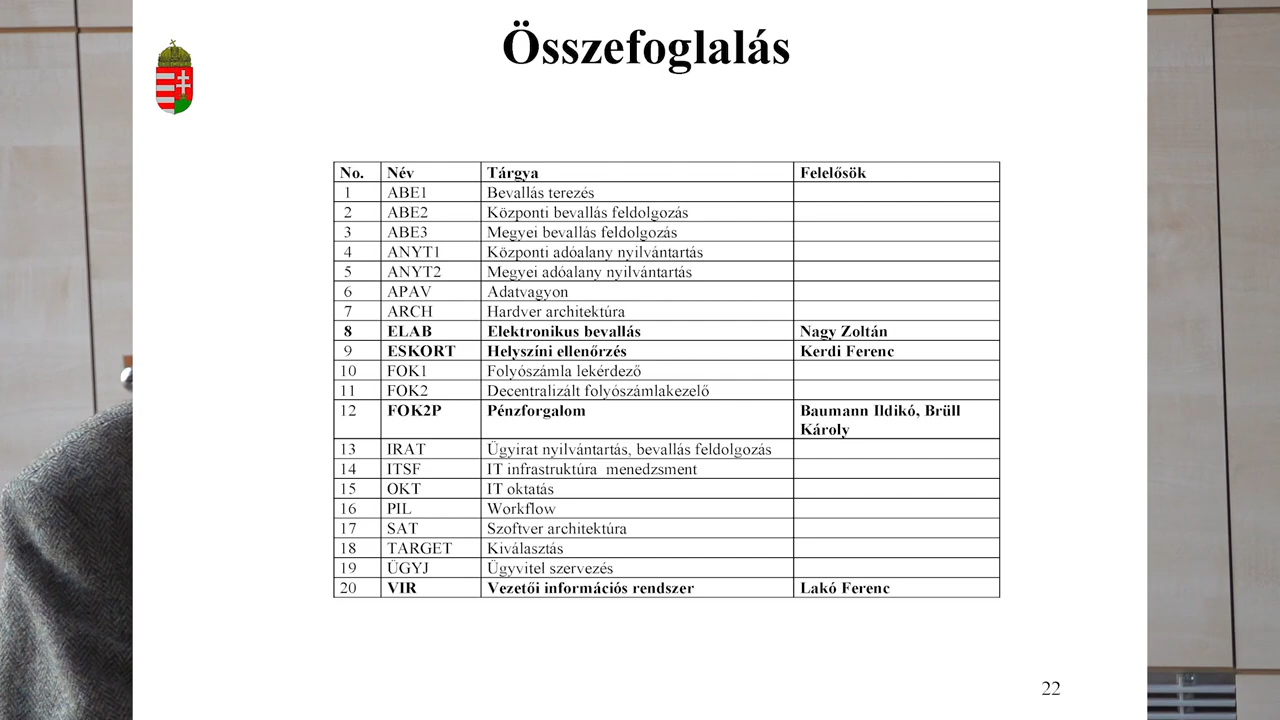 Összefoglalás
No. Név Tárgya Felelősök
1 ABE1 Bevallás terezés
2 ABE2 Központi bevallás feldolgozás
3 ABE3 Megyei bevallás feldolgozás
4 ANYT1 Központi adóalany nyilvántartás
5 ANYT2 Megyei adóalany nyilvántartás
6 APAV Adatvagyon
7 ARCH Hardver architektúra
8 ELAB Elektronikus bevallás Nagy Zoltán
9 ESKORT Helyszíni ellenőrzés Kerdi Ferenc
10 FOK1 Folyószámla lekérdező
11 FOK2 Decentralizált folyószámlakezelő
12 FOK2P Pénzforgalom Baumann Ildikó, Brüll
Károly
13 IRAT Ügyirat nyilvántartás, bevallás feldolgozás
14 ITSF IT infrastruktúra menedzsment
15 OKT IT oktatás
16 PIL Workflow
17 SAT Szoftver architektúra
18 TARGET Kiválasztás
19 ÜGYJ Ügyvitel szervezés
20 VIR Vezetői információs rendszer Lakó Ferenc
22